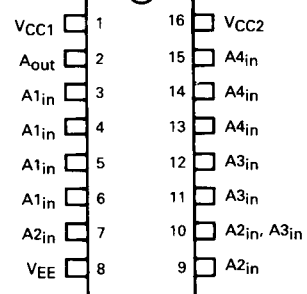 VCC1 1 16 VCC2
Aout 2 15 A4in
A1in 3 14 A4in
A1in 4 13 A4in
A1in 5 12 A3in
A1in 6 11 A3in
A2in 7 10 A2in, A3in
VEE 8 9 A2in